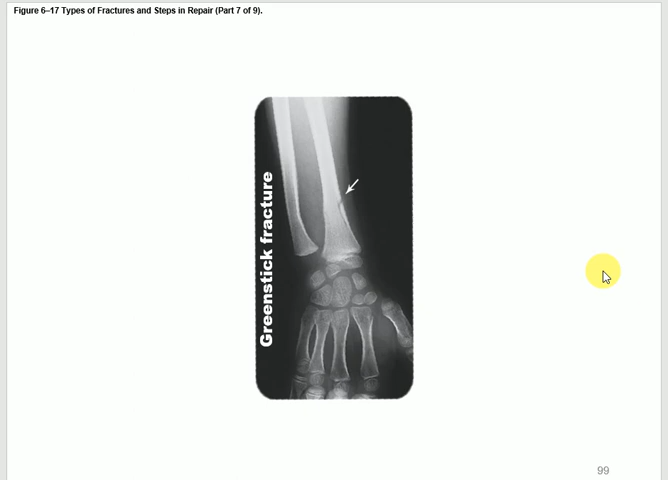 Figure 6–17 Types of Fractures and Steps in Repair (Part 7 of 9).
Greenstick fracture
99